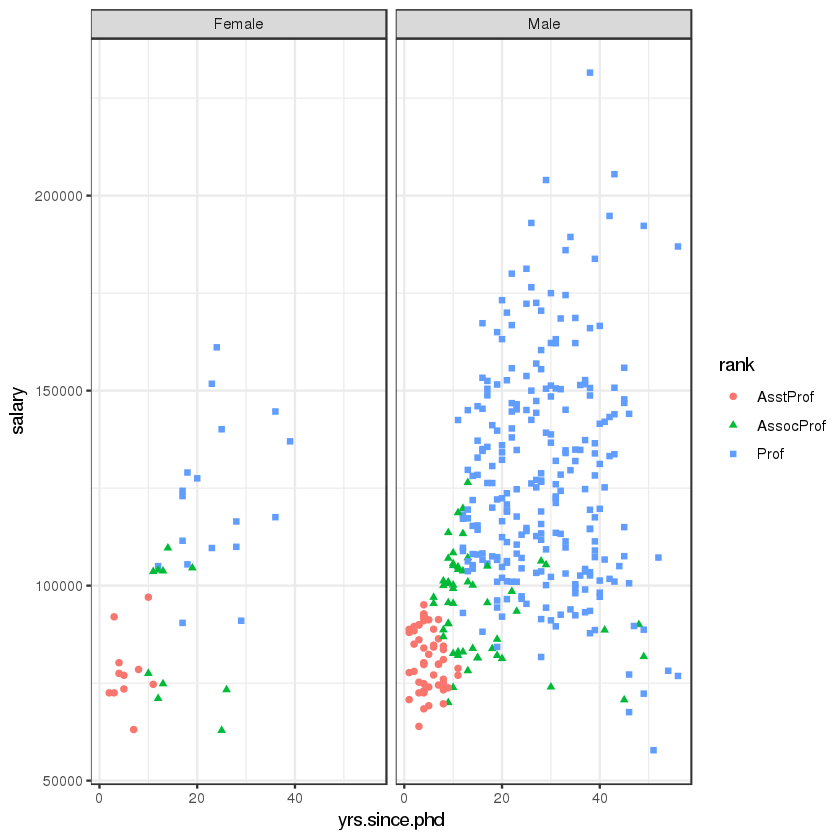 Female
Male
200000
150000
100000
50000
0
20
40
0
20
40
yrs.since.phd
salary
rank
AsstProf
AssocProf
Prof